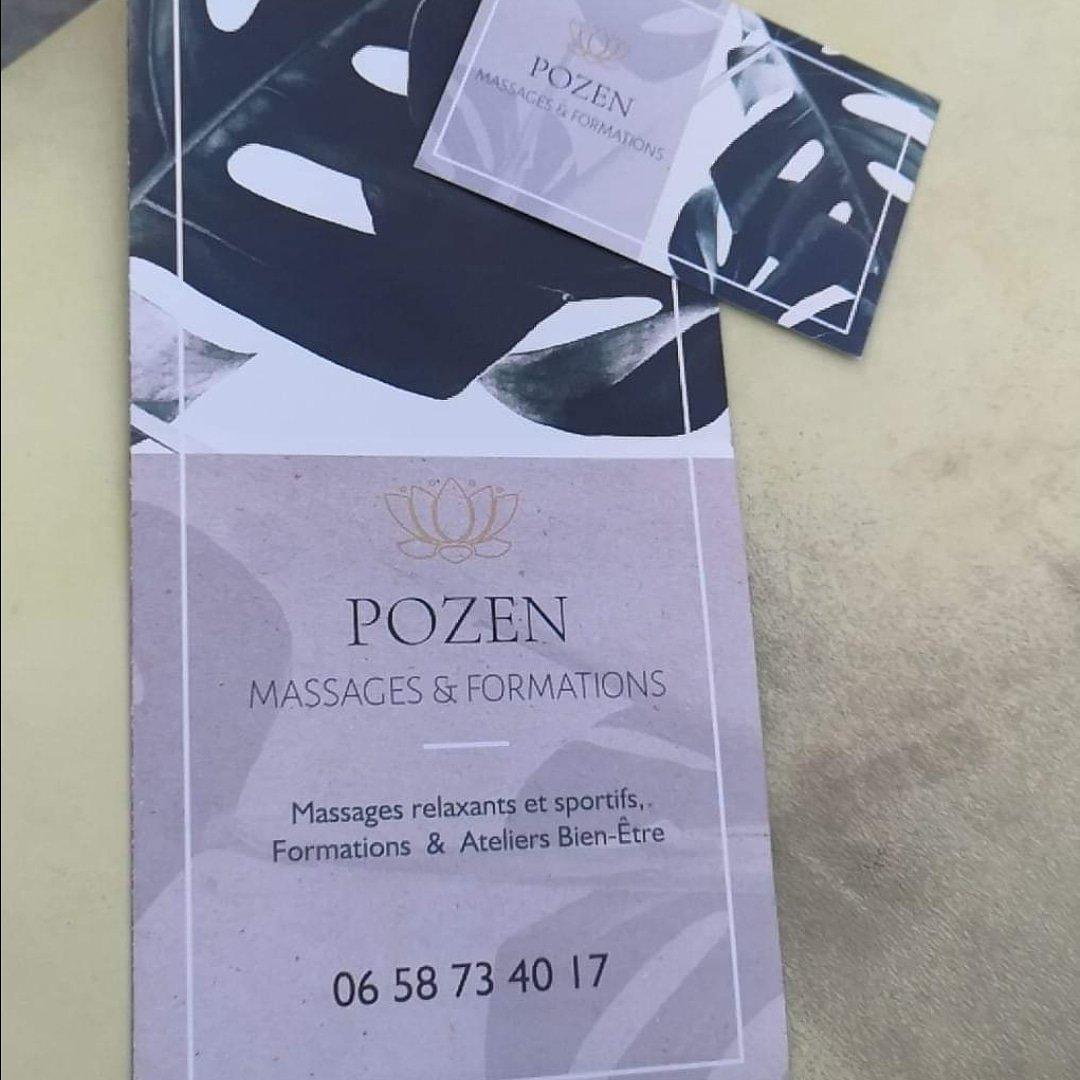 POZEN
MASSAGES & FORMATIONS
POZEN
MASSAGES & FORMATIONS
Massages relaxants et sportifs,
Formations & Ateliers Bien-Être
06 58 73 40 17